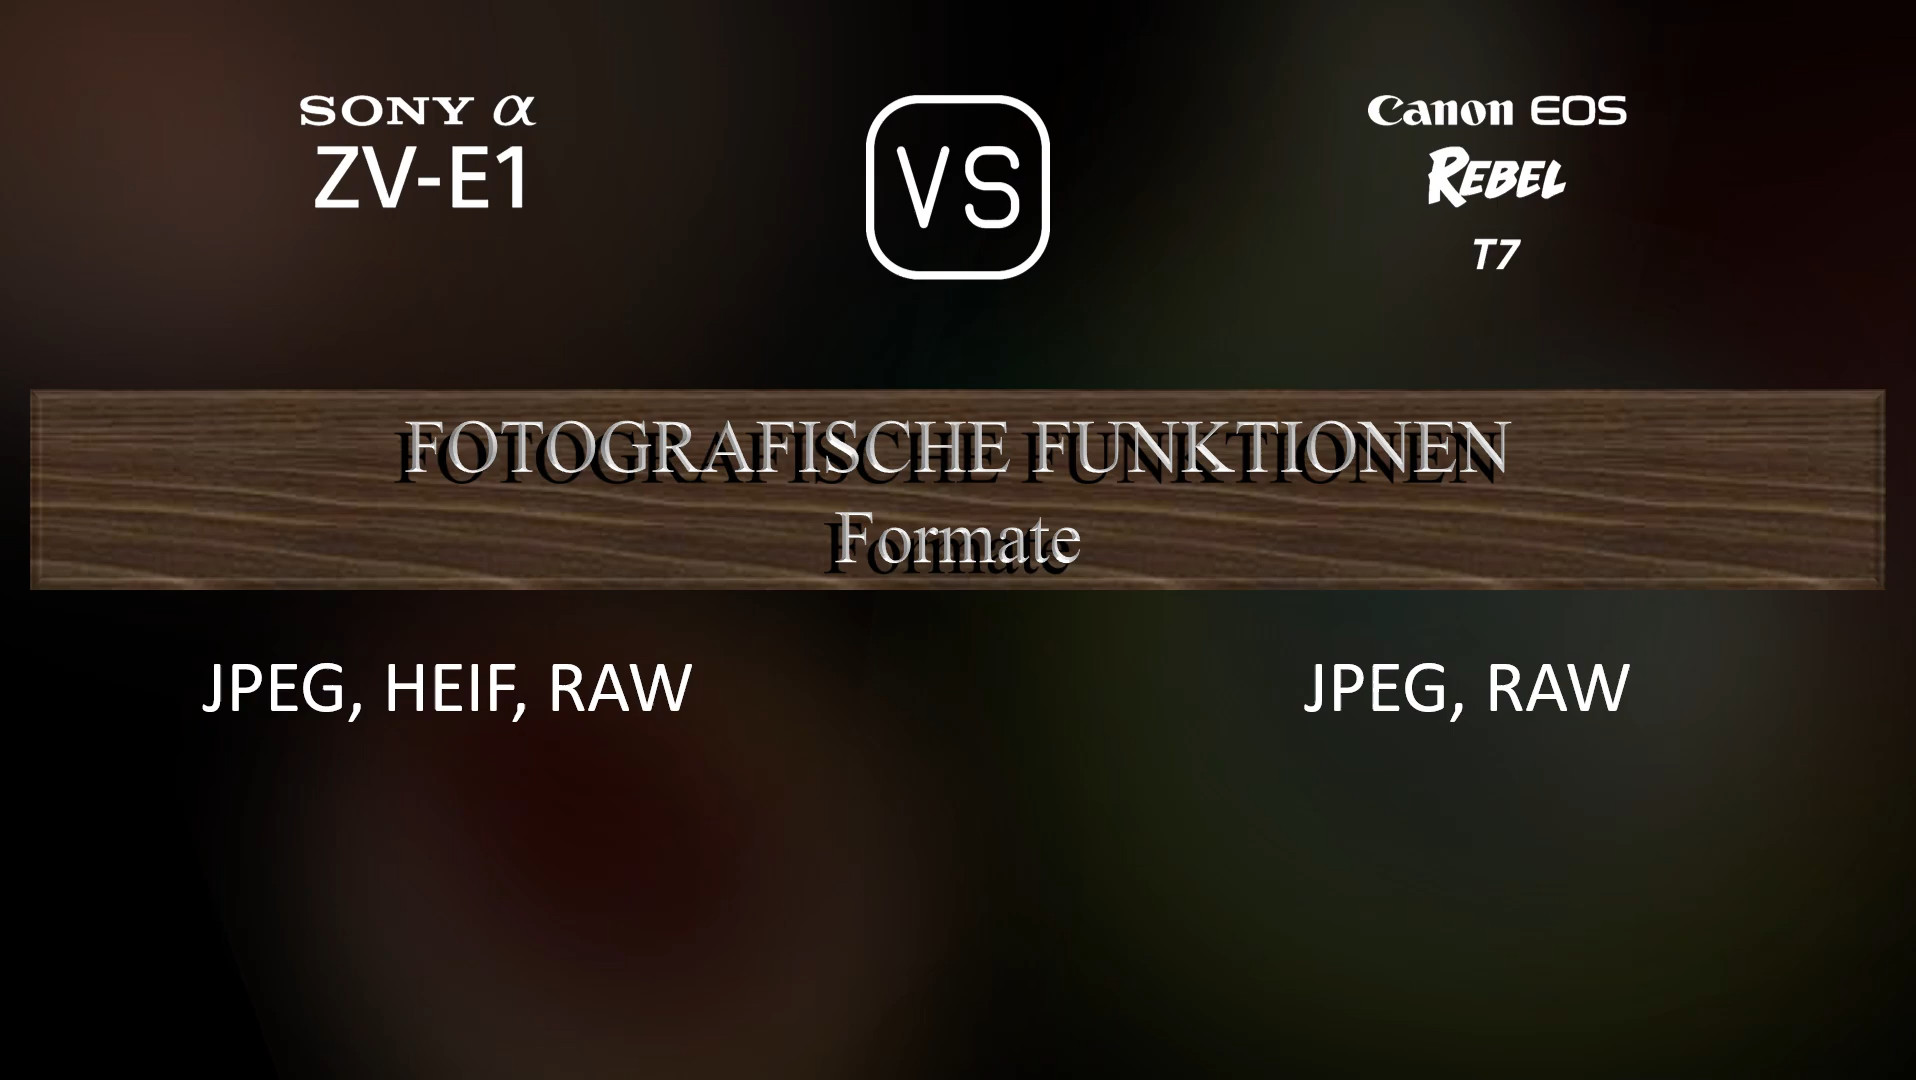 SONY α
ZV-E1
VS
Canon EOS
REBEL
T7
FOTOGRAFISCHE FUNKTIONEN
Formate
JPEG, HEIF, RAW
JPEG, RAW